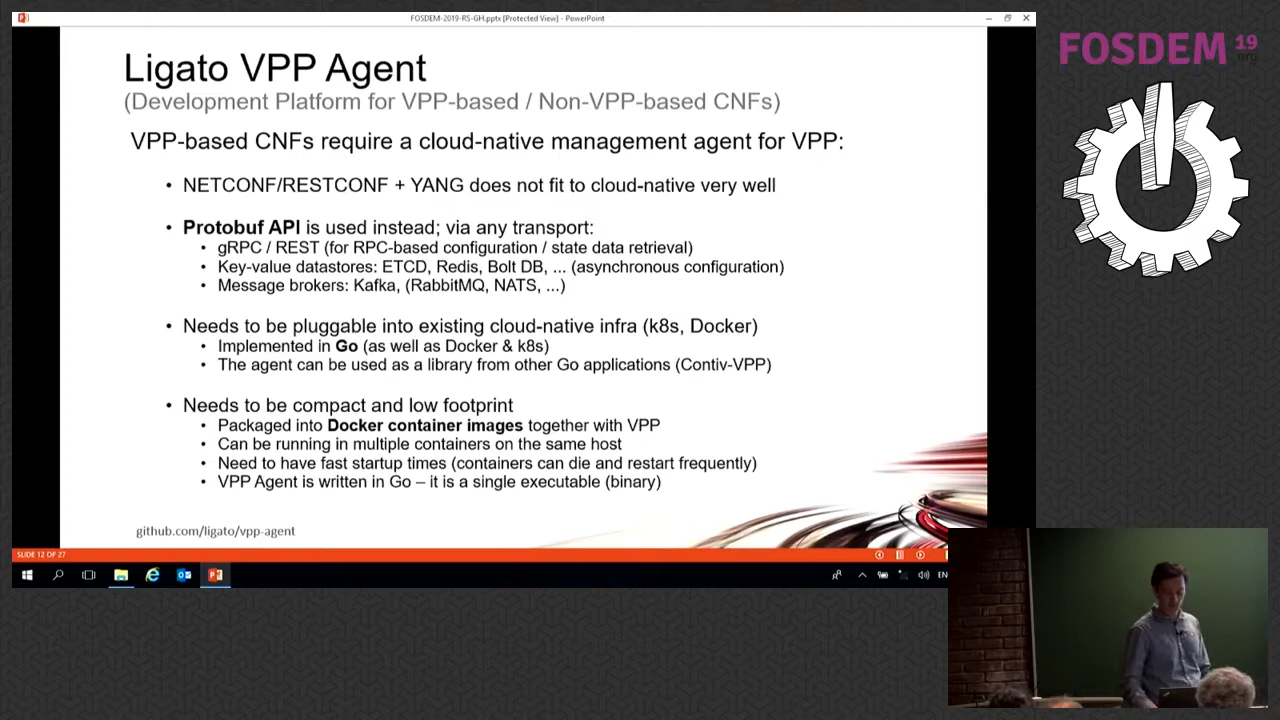 FOSDEM-2019-RS-GH.pptx [Protected View] - PowerPoint
FOSDEM 19
.org
Ligato VPP Agent
(Development Platform for VPP-based / Non-VPP-based CNFs)
VPP-based CNFs require a cloud-native management agent for VPP:
• NETCONF/RESTCONF + YANG does not fit to cloud-native very well
• Protobuf API is used instead; via any transport:
• gRPC / REST (for RPC-based configuration / state data retrieval)
• Key-value datastores: ETCD, Redis, Bolt DB, ... (asynchronous configuration)
• Message brokers: Kafka, (RabbitMQ, NATS, ...)
• Needs to be pluggable into existing cloud-native infra (k8s, Docker)
• Implemented in Go (as well as Docker & k8s)
• The agent can be used as a library from other Go applications (Contiv-VPP)
• Needs to be compact and low footprint
• Packaged into Docker container images together with VPP
• Can be running in multiple containers on the same host
• Need to have fast startup times (containers can die and restart frequently)
• VPP Agent is written in Go – it is a single executable (binary)
github.com/ligato/vpp-agent
SLIDE 12 OF 27
EN